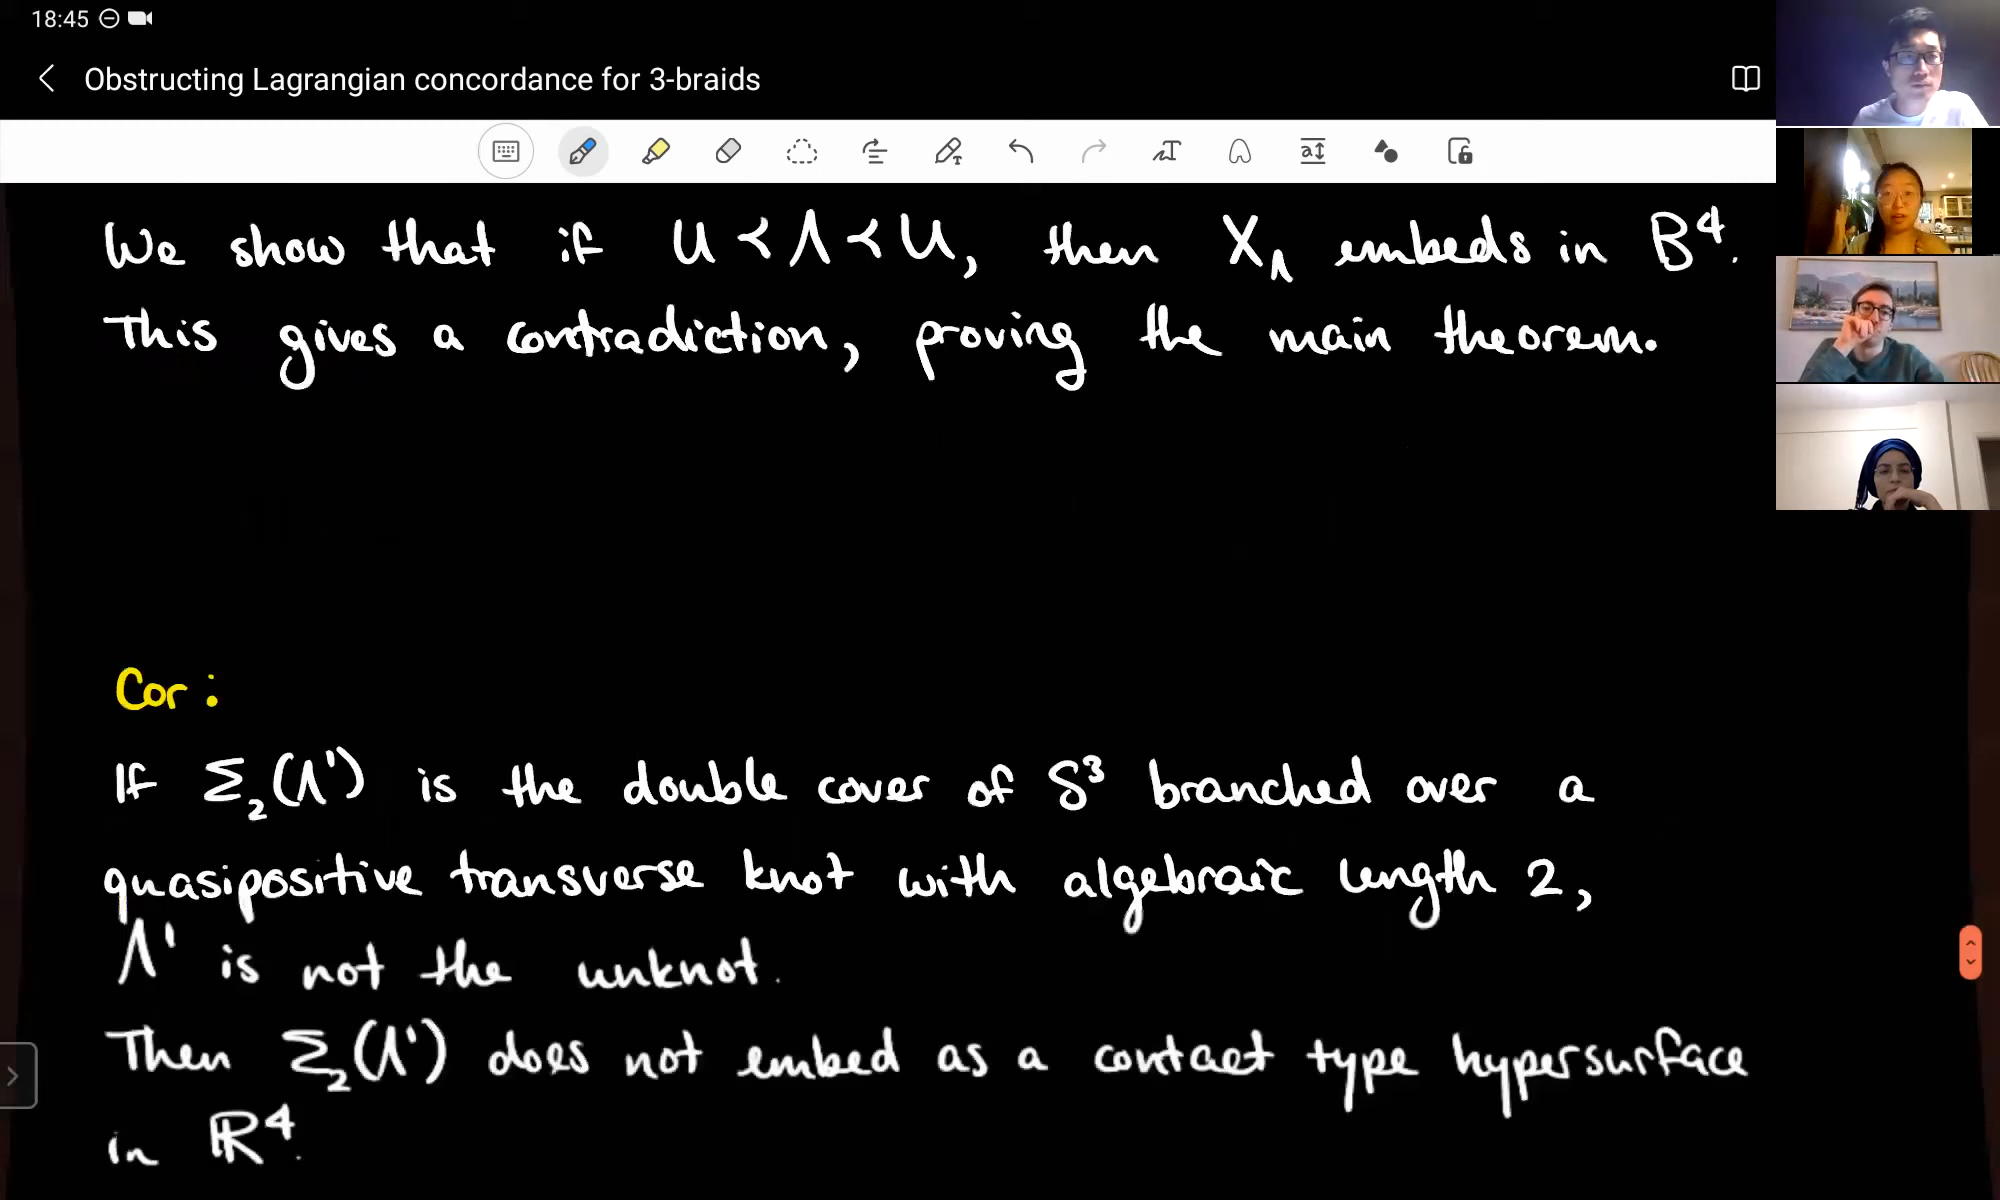 18:45
Obstructing Lagrangian concordance for 3-braids
We show that if U ≺ Λ ≺ U, then X_Λ embeds in B⁴.
This gives a contradiction, proving the main theorem.
Cor:
If Σ₂(Λ') is the double cover of S³ branched over a
quasipositive transverse knot with algebraic length 2,
Λ' is not the unknot.
Then Σ₂(Λ') does not embed as a contact type hypersurface
in ℝ⁴.